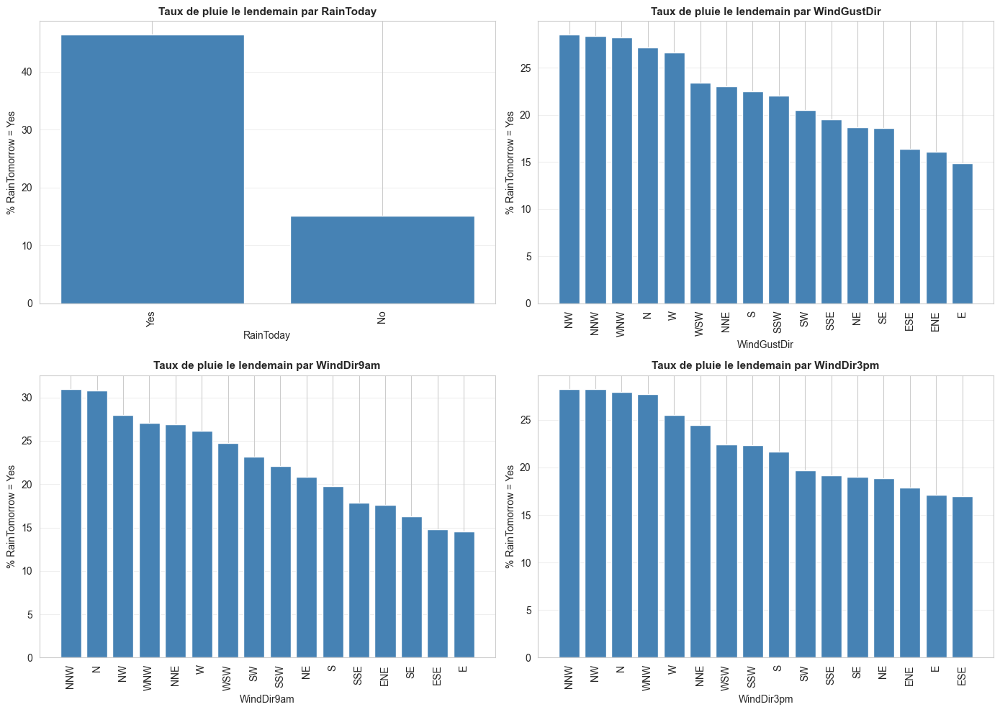 Taux de pluie le lendemain par RainToday
% RainTomorrow = Yes
40
30
20
10
0
Yes No
RainToday
Taux de pluie le lendemain par WindGustDir
% RainTomorrow = Yes
25
20
15
10
5
0
NW NNW WNW N W WSW NNE S SSW SW SSE NE SE ESE ENE E
WindGustDir
Taux de pluie le lendemain par WindDir9am
% RainTomorrow = Yes
30
25
20
15
10
5
0
NNW N NW WNW NNE W WSW SW SSW NE S SSE ENE SE ESE E
WindDir9am
Taux de pluie le lendemain par WindDir3pm
% RainTomorrow = Yes
25
20
15
10
5
0
NNW NW N WNW W NNE WSW SSW S SW SSE SE NE ENE E ESE
WindDir3pm